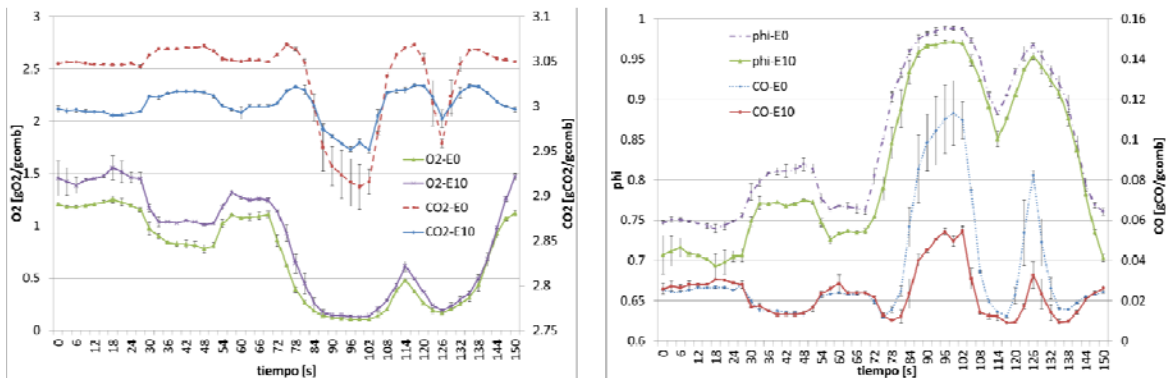 O2 [gO2/gcomb]
3
2.5
2
1.5
1
0.5
0
3.1
3.05
3
2.95
2.9
2.85
2.8
2.75
CO2 [gCO2/gcomb]
O2-E0
O2-E10
CO2-E0
CO2-E10
0 6 12 18 24 30 36 42 48 54 60 66 72 78 84 90 96 102 108 114 120 126 132 138 144 150
tiempo [s]
phi
1
0.95
0.9
0.85
0.8
0.75
0.7
0.65
0.6
0.16
0.14
0.12
0.1
0.08
0.06
0.04
0.02
0
CO [gCO/gcomb]
phi-E0
phi-E10
CO-E0
CO-E10
0 6 12 18 24 30 36 42 48 54 60 66 72 78 84 90 96 102 108 114 120 126 132 138 144 150
tiempo [s]